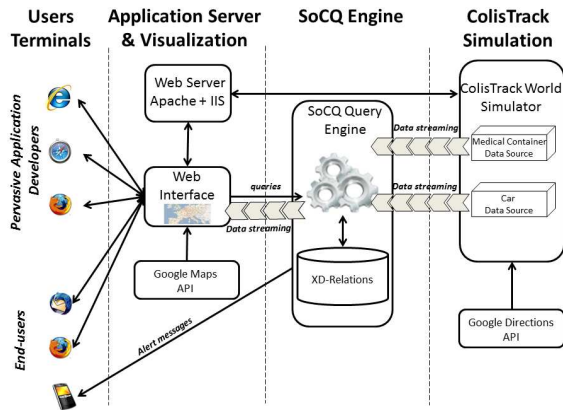 Users
Terminals
Application Server
& Visualization
SoCQ Engine
ColisTrack
Simulation
Pervasive Application
Developers
End-users
Web Server
Apache + IIS
Web
Interface
Google Maps
API
queries
Data streaming
Alert messages
SoCQ Query
Engine
XD-Relations
Data streaming
Data streaming
ColisTrack World
Simulator
Medical Container
Data Source
Car
Data Source
Google Directions
API